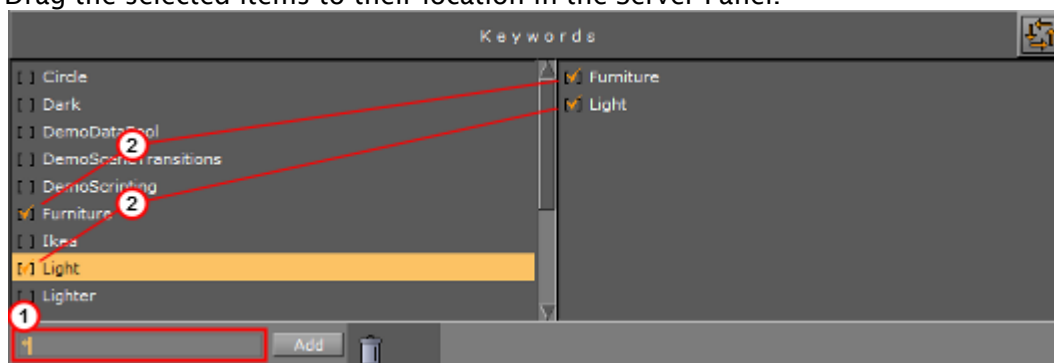 Drag the selected items to their location in the Server Panel.
Keywords
[ ] Circle
[ ] Dark
[ ] DemoDataPool
[ ] DemoSceneTransitions
[ ] DemoScripting
Furniture
[ ] Ikea
Light
[ ] Lighter
Furniture
Light
2
2
1
*
Add